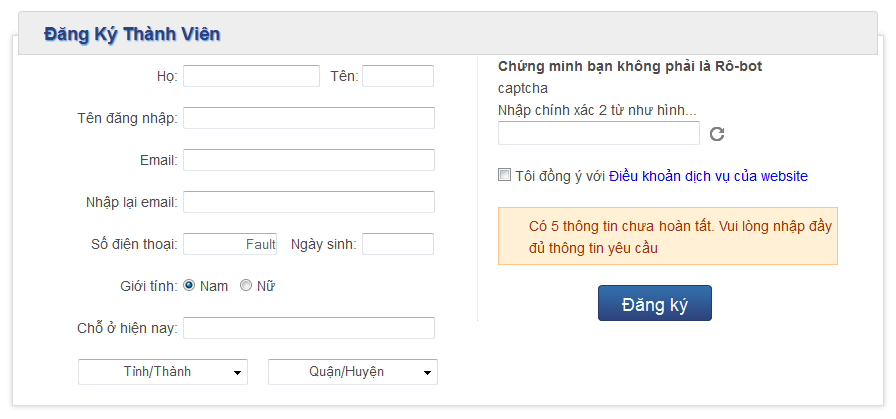 Đăng Ký Thành Viên
Họ: Tên:
Tên đăng nhập:
Email:
Nhập lại email:
Số điện thoại: Fault Ngày sinh:
Giới tính: Nam Nữ
Chỗ ở hiện nay:
Tỉnh/Thành Quận/Huyện
Chứng minh bạn không phải là Rô-bot
captcha
Nhập chính xác 2 từ như hình...
Tôi đồng ý với Điều khoản dịch vụ của website
Có 5 thông tin chưa hoàn tất. Vui lòng nhập đầy
đủ thông tin yêu cầu
Đăng ký